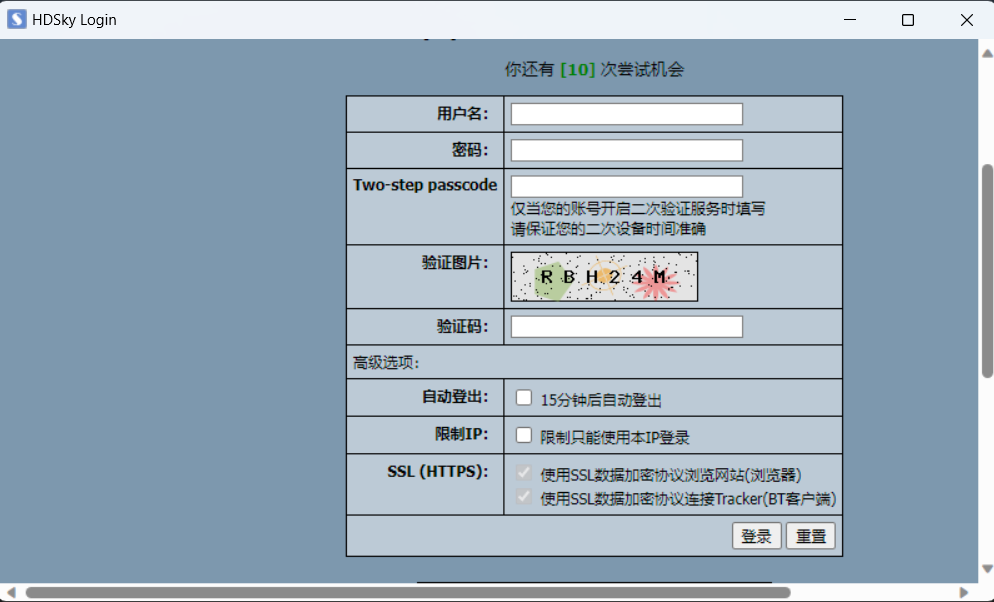 HDSky Login
你还有 [10] 次尝试机会
用户名:
密码:
Two-step passcode
仅当您的账号开启二次验证服务时填写
请保证您的二次设备时间准确
验证图片:
R B H 2 4 M
验证码:
高级选项:
自动登出:
15分钟后自动登出
限制IP:
限制只能使用本IP登录
SSL (HTTPS):
使用SSL数据加密协议浏览网站(浏览器)
使用SSL数据加密协议连接Tracker(BT客户端)
登录 重置